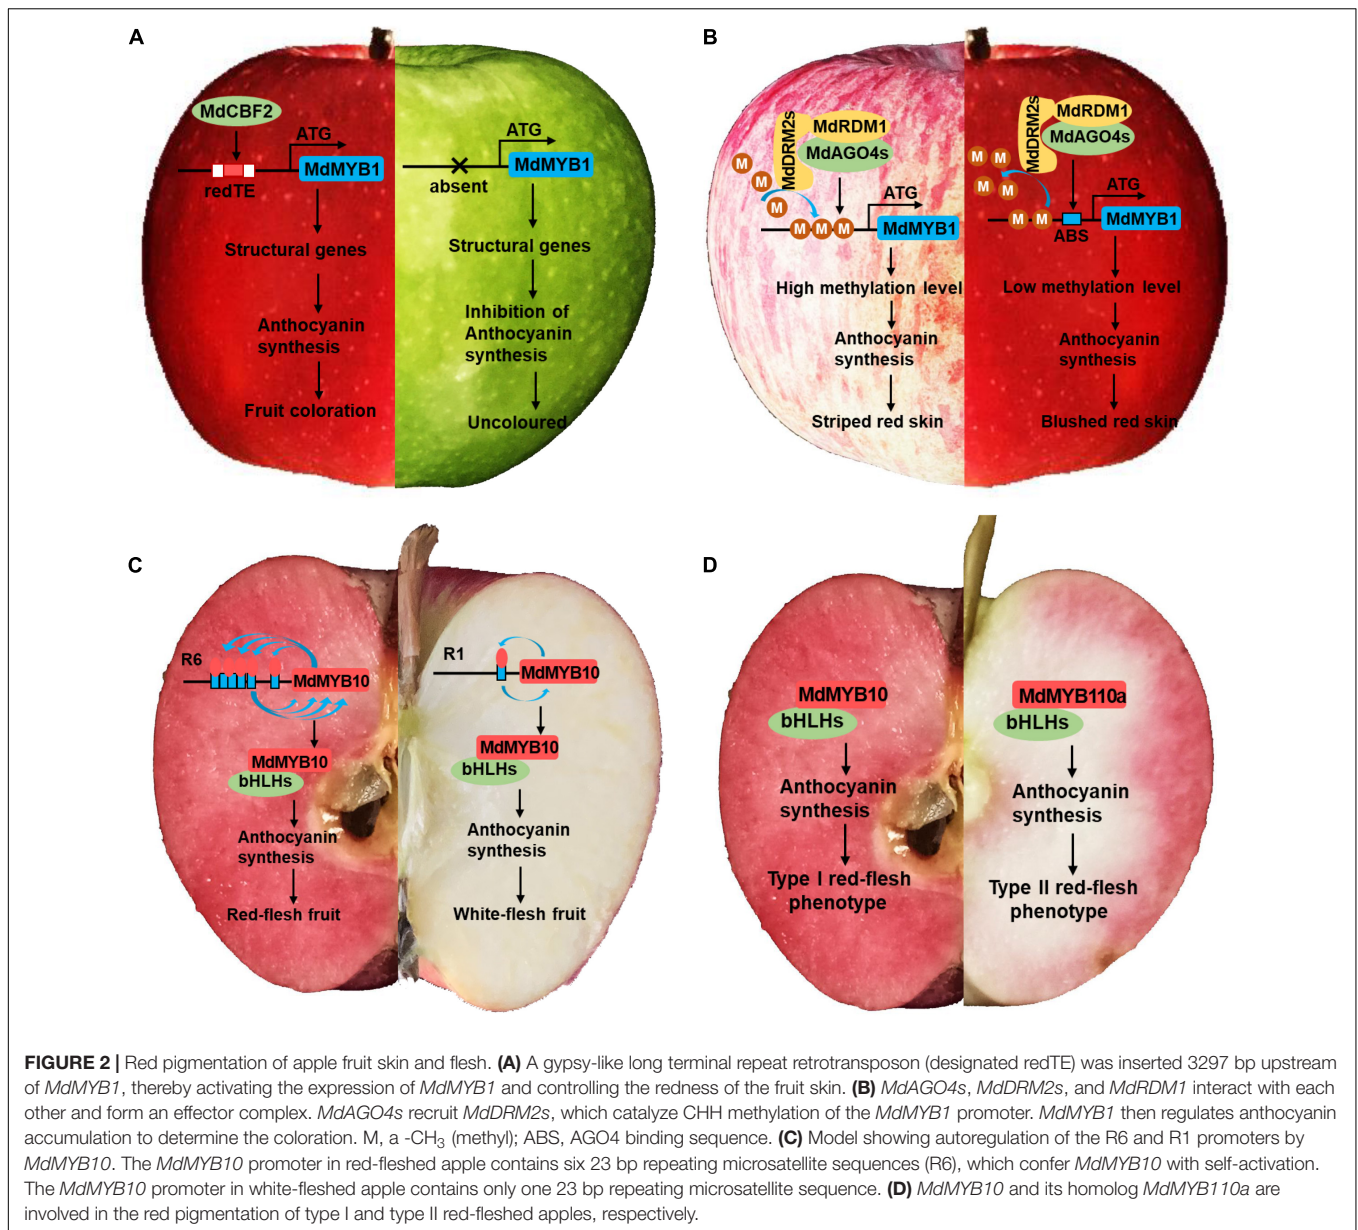 A
MdCBF2
ATG
MdMYB1
redTE
Structural genes
Anthocyanin
synthesis
Fruit coloration
ATG
MdMYB1
absent
Structural genes
Inhibition of
Anthocyanin
synthesis
Uncoloured
B
MdDRM2s
MdRDM1
MdAGO4s
M
M
M
M M M
ATG
MdMYB1
High methylation level
Anthocyanin
synthesis
Striped red skin
MdDRM2s
MdRDM1
MdAGO4s
M M
M M
M M
ABS
ATG
MdMYB1
Low methylation level
Anthocyanin
synthesis
Blushed red skin
C
R6
MdMYB10
MdMYB10
bHLHs
Anthocyanin
synthesis
Red-flesh fruit
R1
MdMYB10
MdMYB10
bHLHs
Anthocyanin
synthesis
White-flesh fruit
D
MdMYB10
bHLHs
Anthocyanin
synthesis
Type I red-flesh
phenotype
MdMYB110a
bHLHs
Anthocyanin
synthesis
Type II red-flesh
phenotype
FIGURE 2 | Red pigmentation of apple fruit skin and flesh. (A) A gypsy-like long terminal repeat retrotransposon (designated redTE) was inserted 3297 bp upstream
of MdMYB1, thereby activating the expression of MdMYB1 and controlling the redness of the fruit skin. (B) MdAGO4s, MdDRM2s, and MdRDM1 interact with each
other and form an effector complex. MdAGO4s recruit MdDRM2s, which catalyze CHH methylation of the MdMYB1 promoter. MdMYB1 then regulates anthocyanin
accumulation to determine the coloration. M, a -CH₃ (methyl); ABS, AGO4 binding sequence. (C) Model showing autoregulation of the R6 and R1 promoters by
MdMYB10. The MdMYB10 promoter in red-fleshed apple contains six 23 bp repeating microsatellite sequences (R6), which confer MdMYB10 with self-activation.
The MdMYB10 promoter in white-fleshed apple contains only one 23 bp repeating microsatellite sequence. (D) MdMYB10 and its homolog MdMYB110a are
involved in the red pigmentation of type I and type II red-fleshed apples, respectively.